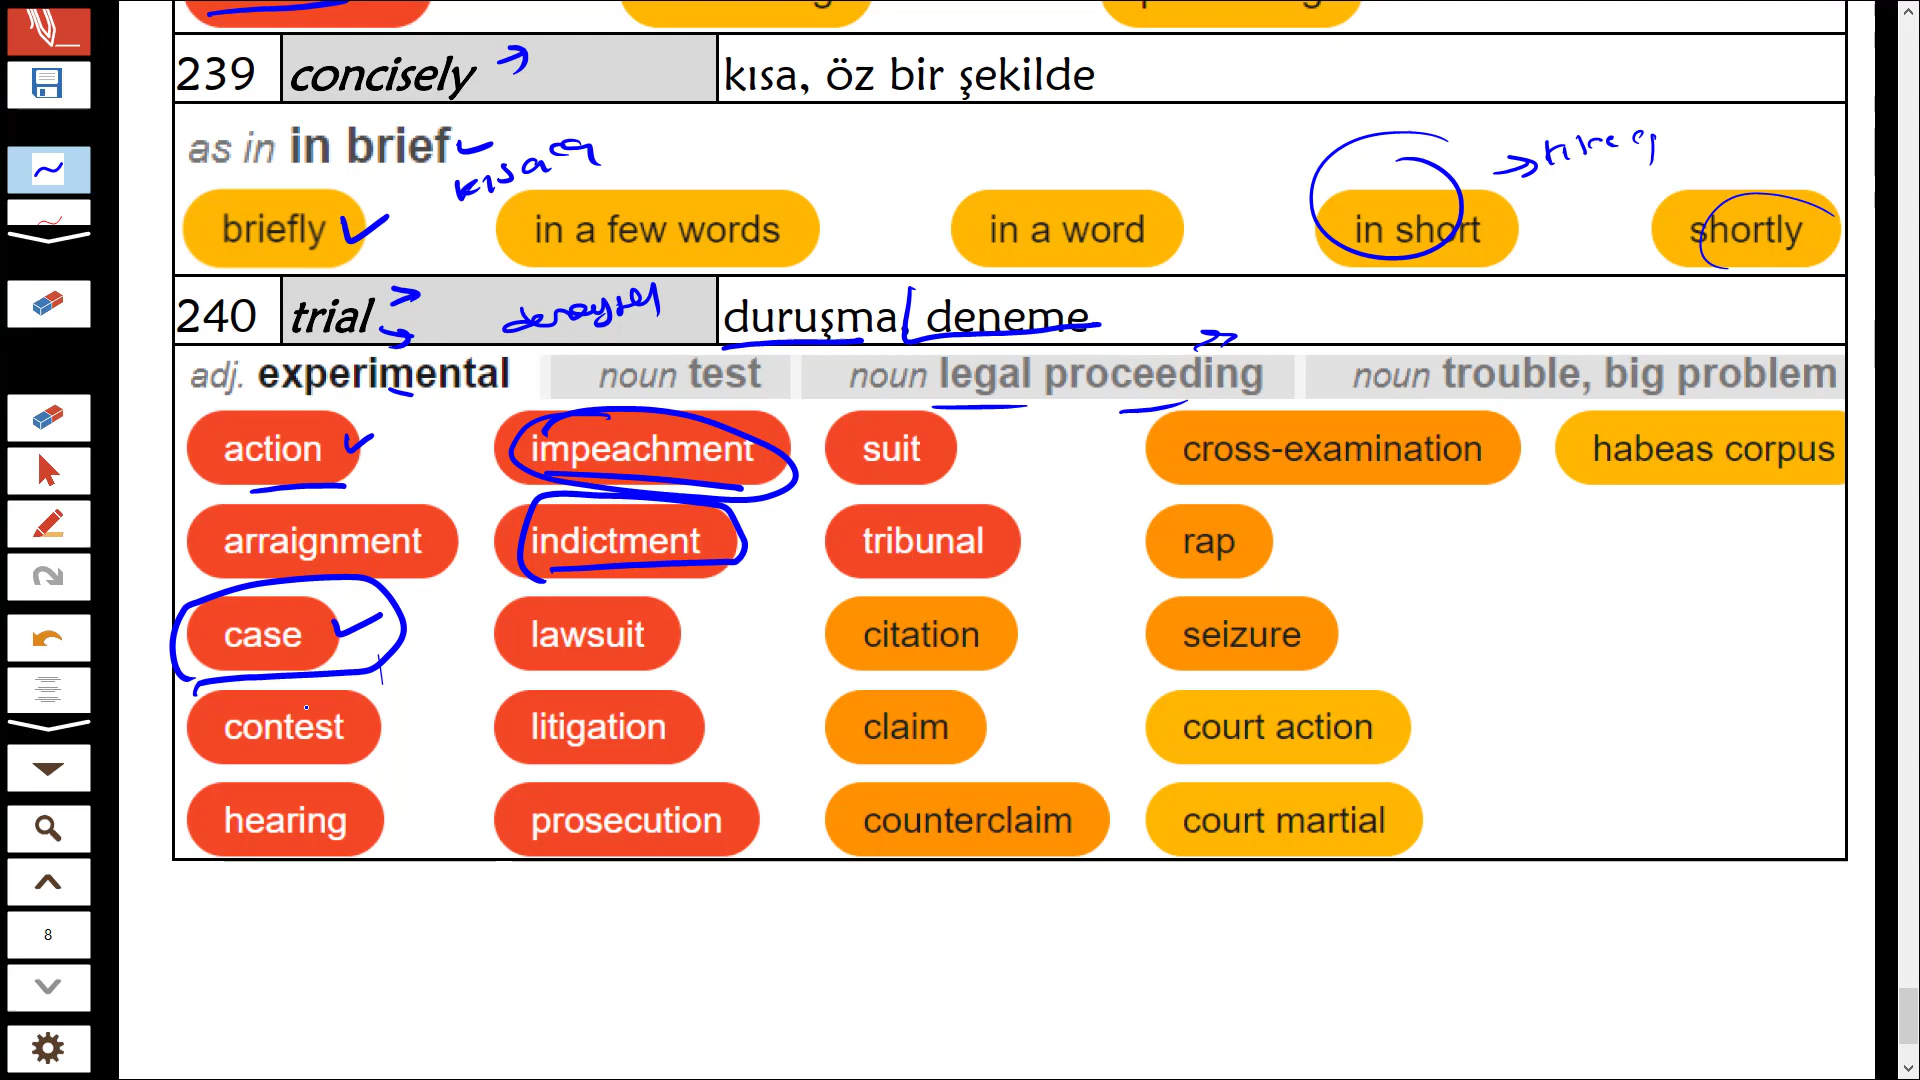 239 concisely kısa, öz bir şekilde
as in in brief kısaca
briefly in a few words in a word in short shortly
240 trial deneysel duruşma, deneme
adj. experimental noun test noun legal proceeding noun trouble, big problem
action impeachment suit cross-examination habeas corpus
arraignment indictment tribunal rap
case lawsuit citation seizure
contest litigation claim court action
hearing prosecution counterclaim court martial
8